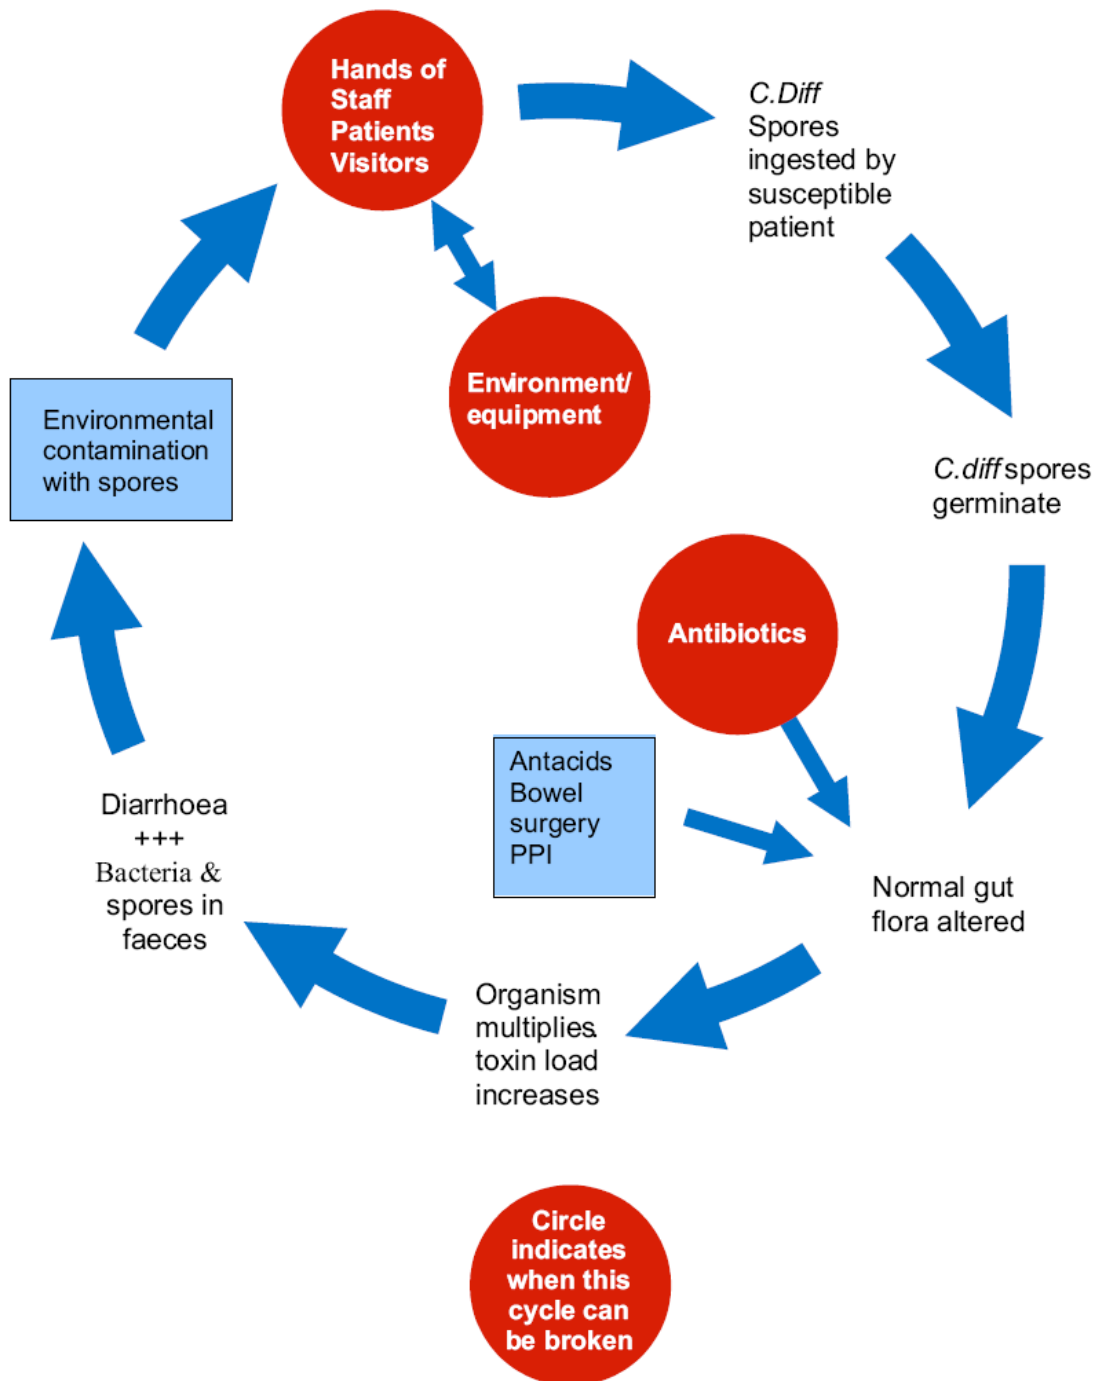 Hands of
Staff
Patients
Visitors
C.Diff
Spores
ingested by
susceptible
patient
Environment/
equipment
Environmental
contamination
with spores
C.diff spores
germinate
Antibiotics
Antacids
Bowel
surgery
PPI
Normal gut
flora altered
Organism
multiplies.
toxin load
increases
Diarrhoea
+++
Bacteria &
spores in
faeces
Circle
indicates
when this
cycle can
be broken